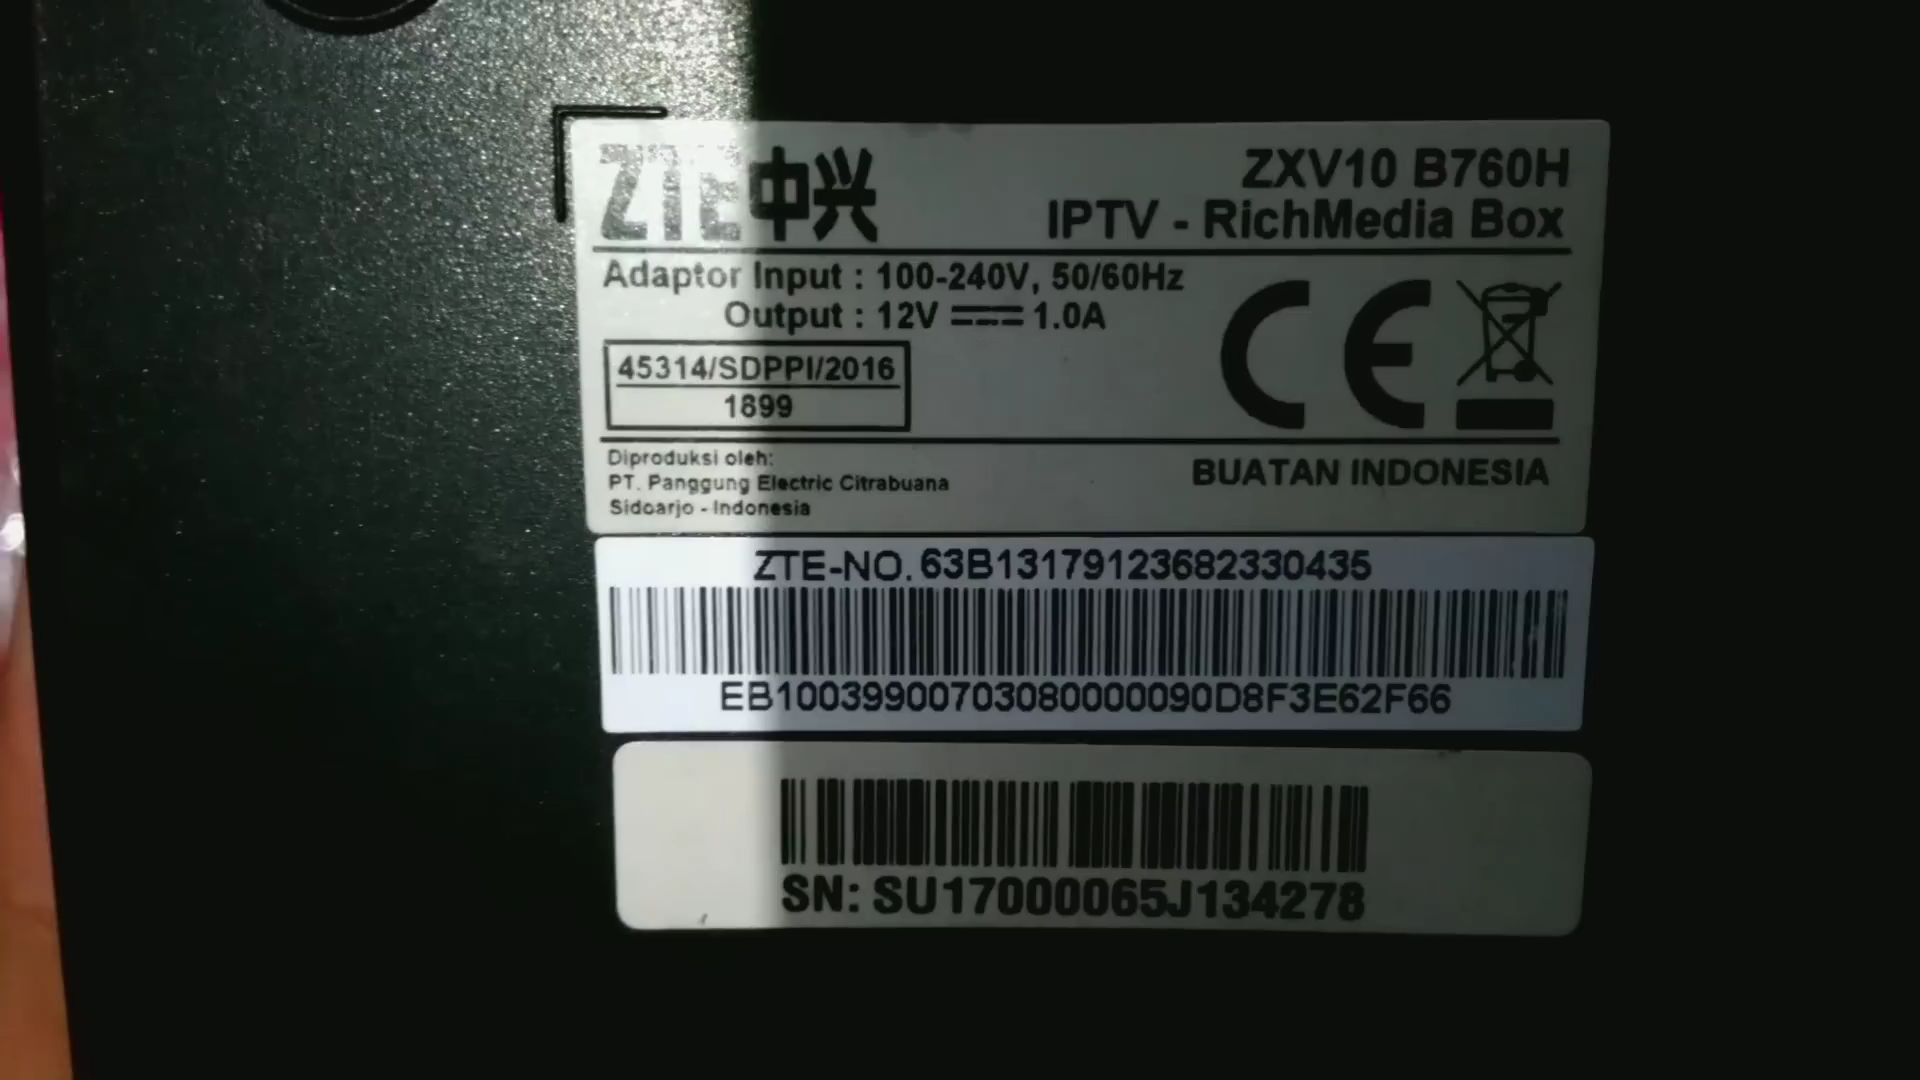 ZTE中兴
ZXV10 B760H
IPTV - RichMedia Box
Adaptor Input : 100-240V, 50/60Hz
Output : 12V 1.0A
45314/SDPPI/2016
1899
Diproduksi oleh:
PT. Panggung Electric Citrabuana
Sidoarjo - Indonesia
BUATAN INDONESIA
CE
ZTE-NO. 63B13179123682330435
EB10039900703080000090D8F3E62F66
SN: SU17000065J134278